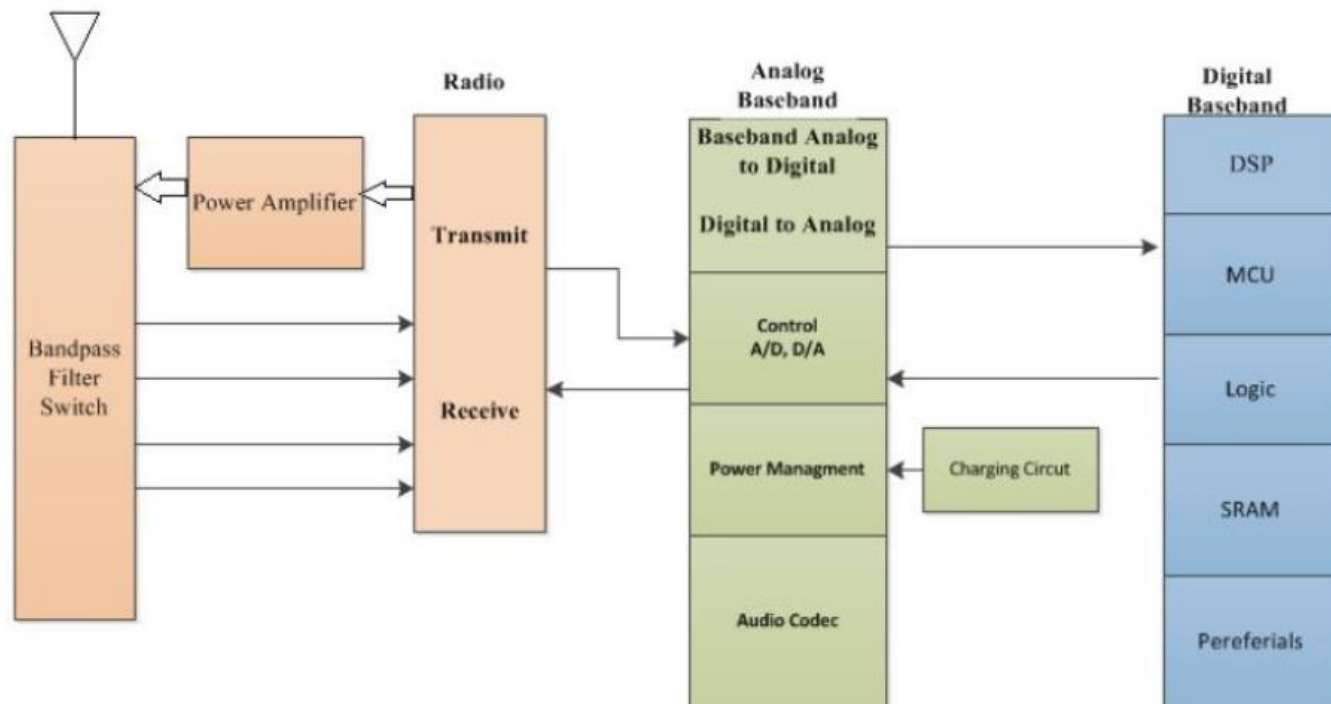 Radio
Analog
Baseband
Digital
Baseband
Power Amplifier
Transmit
Receive
Bandpass
Filter
Switch
Baseband Analog
to Digital
Digital to Analog
Control
A/D, D/A
Power Managment
Audio Codec
Charging Circut
DSP
MCU
Logic
SRAM
Pereferials